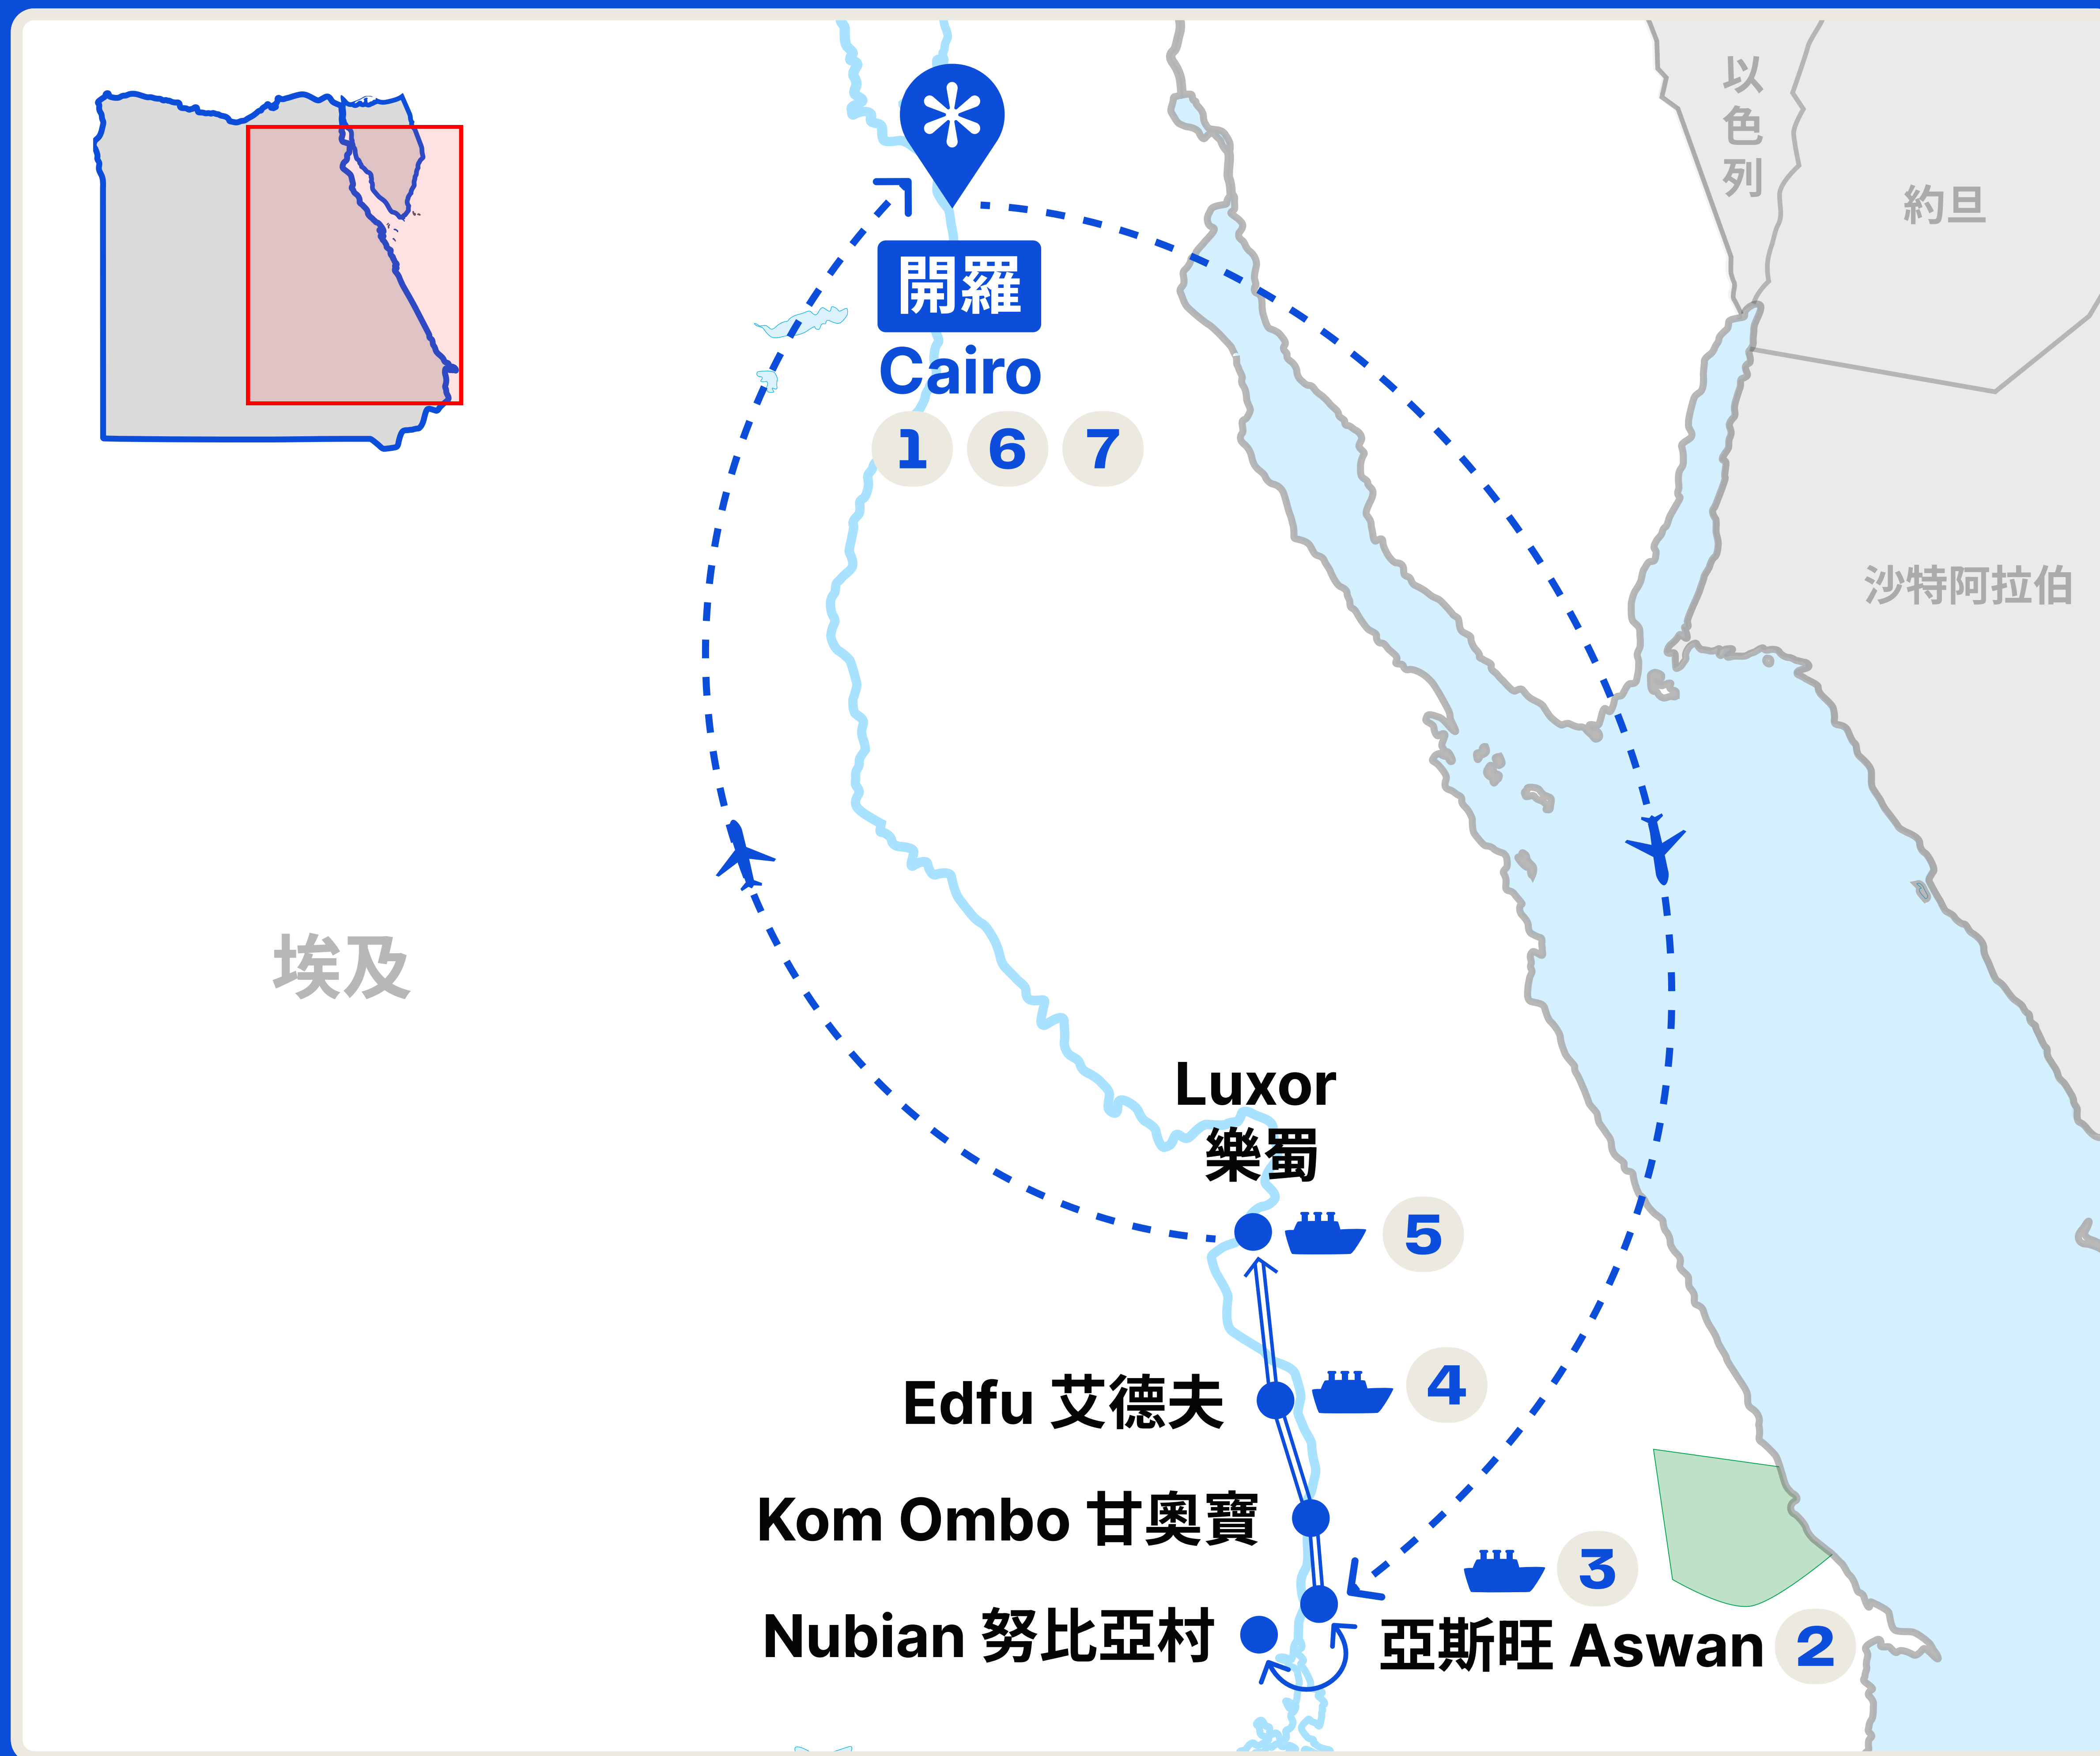 以色列
約旦
開羅
Cairo
1 6 7
沙特阿拉伯
埃及
Luxor
樂蜀
5
Edfu 艾德夫
4
Kom Ombo 甘奧寶
3
Nubian 努比亞村
亞斯旺 Aswan 2